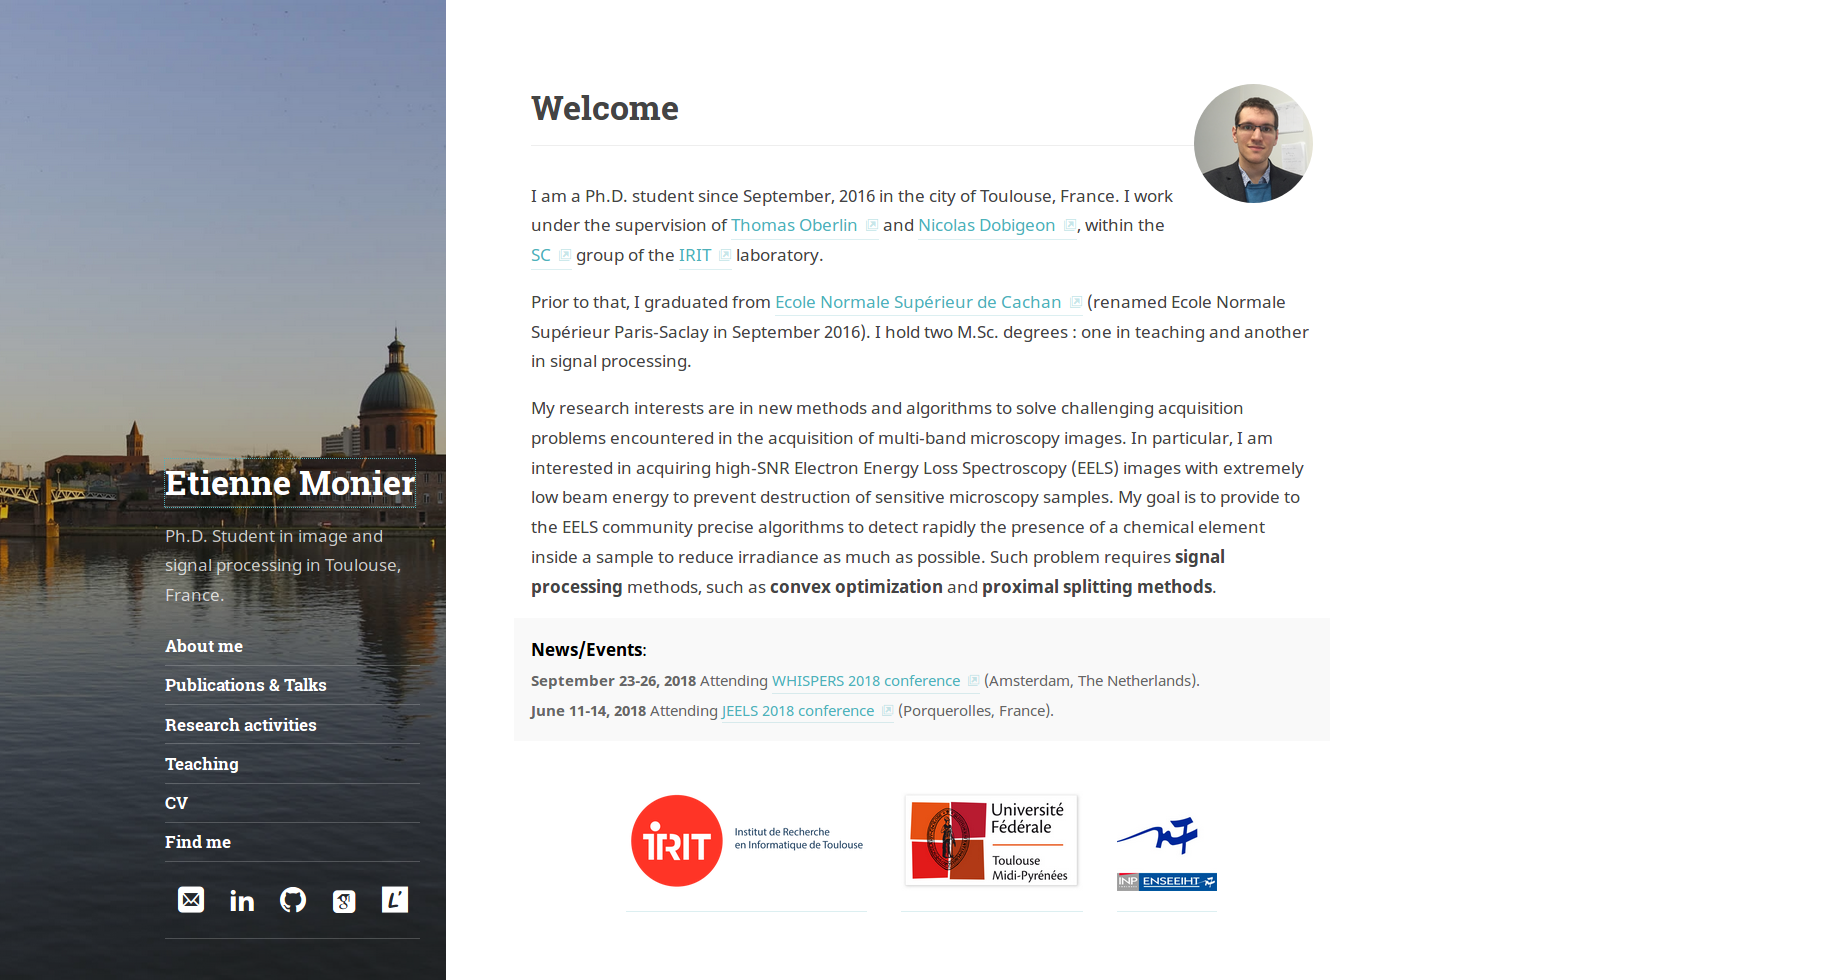 Etienne Monier
Ph.D. Student in image and
signal processing in Toulouse,
France.
About me
Publications & Talks
Research activities
Teaching
CV
Find me
Welcome
I am a Ph.D. student since September, 2016 in the city of Toulouse, France. I work
under the supervision of Thomas Oberlin and Nicolas Dobigeon, within the
SC group of the IRIT laboratory.
Prior to that, I graduated from Ecole Normale Supérieur de Cachan (renamed Ecole Normale
Supérieur Paris-Saclay in September 2016). I hold two M.Sc. degrees : one in teaching and another
in signal processing.
My research interests are in new methods and algorithms to solve challenging acquisition
problems encountered in the acquisition of multi-band microscopy images. In particular, I am
interested in acquiring high-SNR Electron Energy Loss Spectroscopy (EELS) images with extremely
low beam energy to prevent destruction of sensitive microscopy samples. My goal is to provide to
the EELS community precise algorithms to detect rapidly the presence of a chemical element
inside a sample to reduce irradiance as much as possible. Such problem requires signal
processing methods, such as convex optimization and proximal splitting methods.
News/Events:
September 23-26, 2018 Attending WHISPERS 2018 conference (Amsterdam, The Netherlands).
June 11-14, 2018 Attending JEELS 2018 conference (Porquerolles, France).
IRIT
Institut de Recherche
en Informatique de Toulouse
Université
Fédérale
Toulouse
Midi-Pyrénées
INP ENSEEIHT